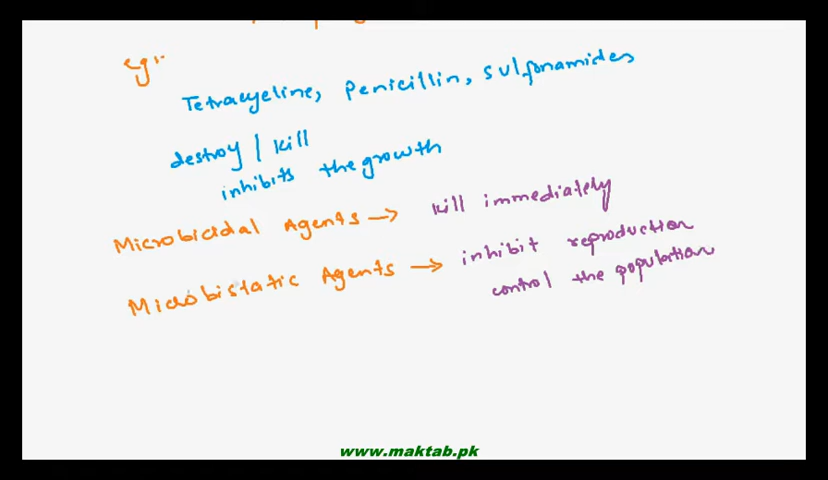 eg:-
Tetracycline, Penicillin, sulfonamides
destroy | kill
inhibits the growth
Microbicidal Agents → kill immediately
Microbistatic Agents → inhibit reproduction
control the population
www.maktab.pk